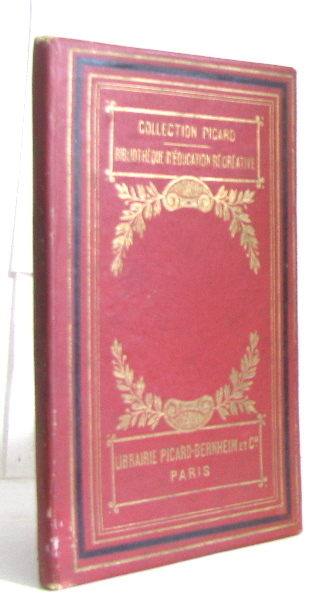 COLLECTION PICARD
BIBLIOTHÈQUE D'ÉDUCATION RÉCRÉATIVE
LIBRAIRIE PICARD-BERNHEIM ET Cie
PARIS